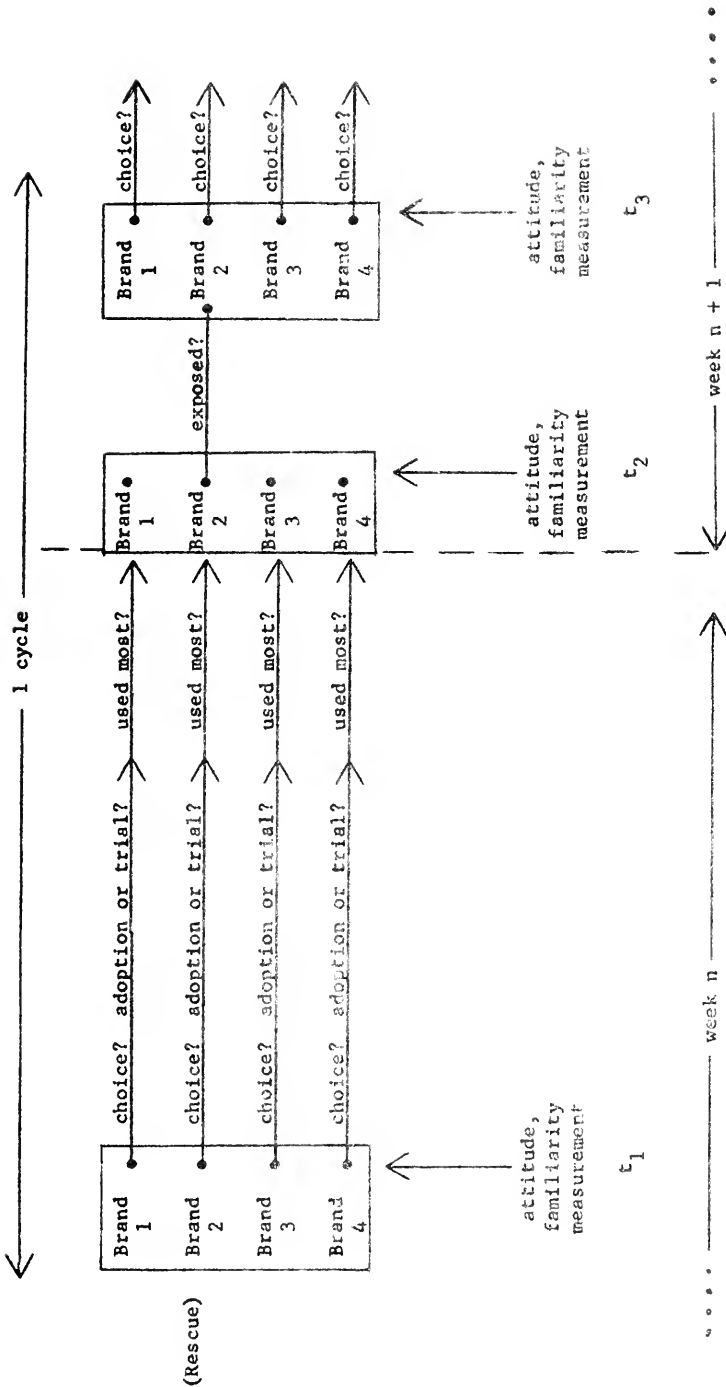 1 cycle
Brand 1 choice? adoption or trial? used most? Brand 1 Brand 1 choice?
(Rescue) Brand 2 choice? adoption or trial? used most? Brand 2 exposed? Brand 2 choice?
Brand 3 choice? adoption or trial? used most? Brand 3 Brand 3 choice?
Brand 4 choice? adoption or trial? used most? Brand 4 Brand 4 choice?
attitude,
familiarity
measurement
t1
attitude,
familiarity
measurement
t2
attitude,
familiarity
measurement
t3
.... week n week n + 1 ....